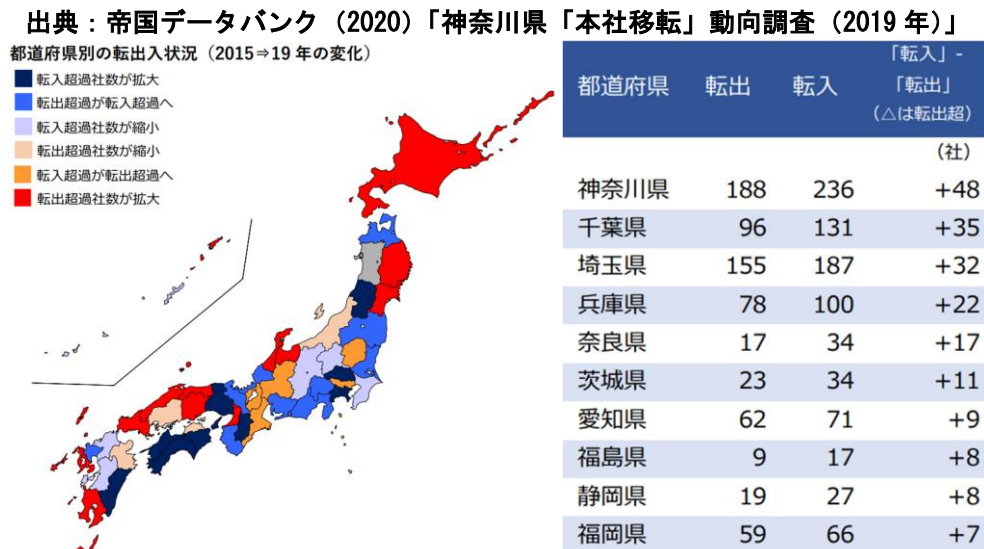 出典：帝国データバンク（2020）「神奈川県「本社移転」動向調査（2019年）」
都道府県別の転出入状況（2015⇒19年の変化）
転入超過社数が拡大
転出超過が転入超過へ
転入超過社数が縮小
転出超過社数が縮小
転入超過が転出超過へ
転出超過社数が拡大
都道府県 転出 転入 「転入」-「転出」（△は転出超）
（社）
神奈川県 188 236 +48
千葉県 96 131 +35
埼玉県 155 187 +32
兵庫県 78 100 +22
奈良県 17 34 +17
茨城県 23 34 +11
愛知県 62 71 +9
福島県 9 17 +8
静岡県 19 27 +8
福岡県 59 66 +7